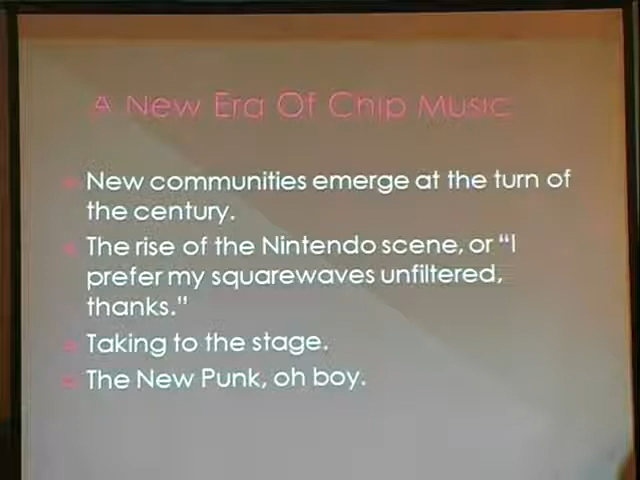 A New Era Of Chip Music
New communities emerge at the turn of
the century.
The rise of the Nintendo scene, or “I
prefer my squarewaves unfiltered,
thanks.”
Taking to the stage.
The New Punk, oh boy.